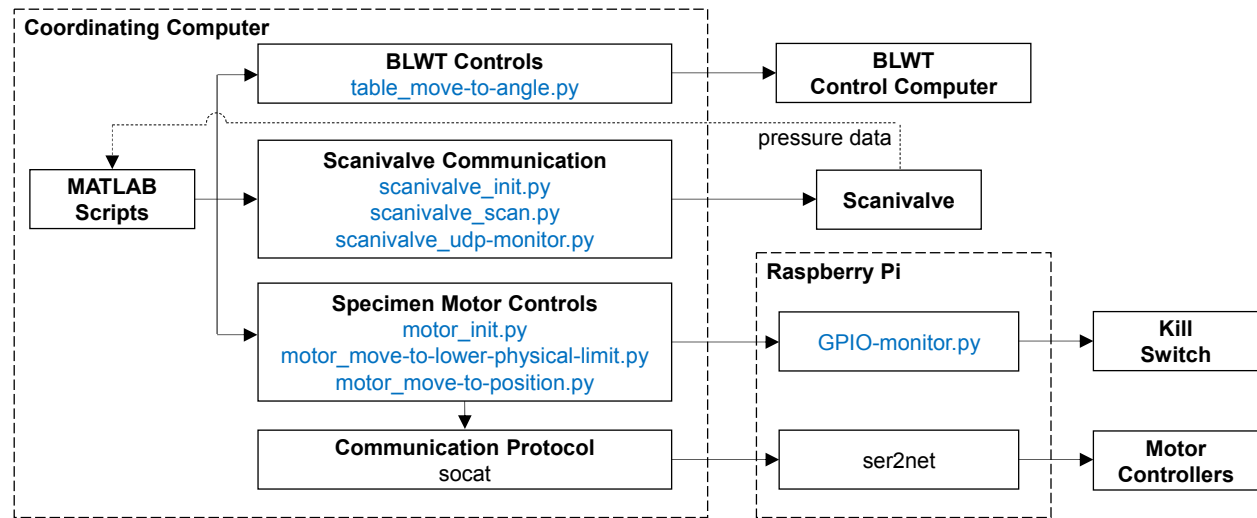 Coordinating Computer
BLWT Controls
table_move-to-angle.py
BLWT
Control Computer
pressure data
MATLAB
Scripts
Scanivalve Communication
scanivalve_init.py
scanivalve_scan.py
scanivalve_udp-monitor.py
Scanivalve
Raspberry Pi
Specimen Motor Controls
motor_init.py
motor_move-to-lower-physical-limit.py
motor_move-to-position.py
GPIO-monitor.py
Kill
Switch
Communication Protocol
socat
ser2net
Motor
Controllers